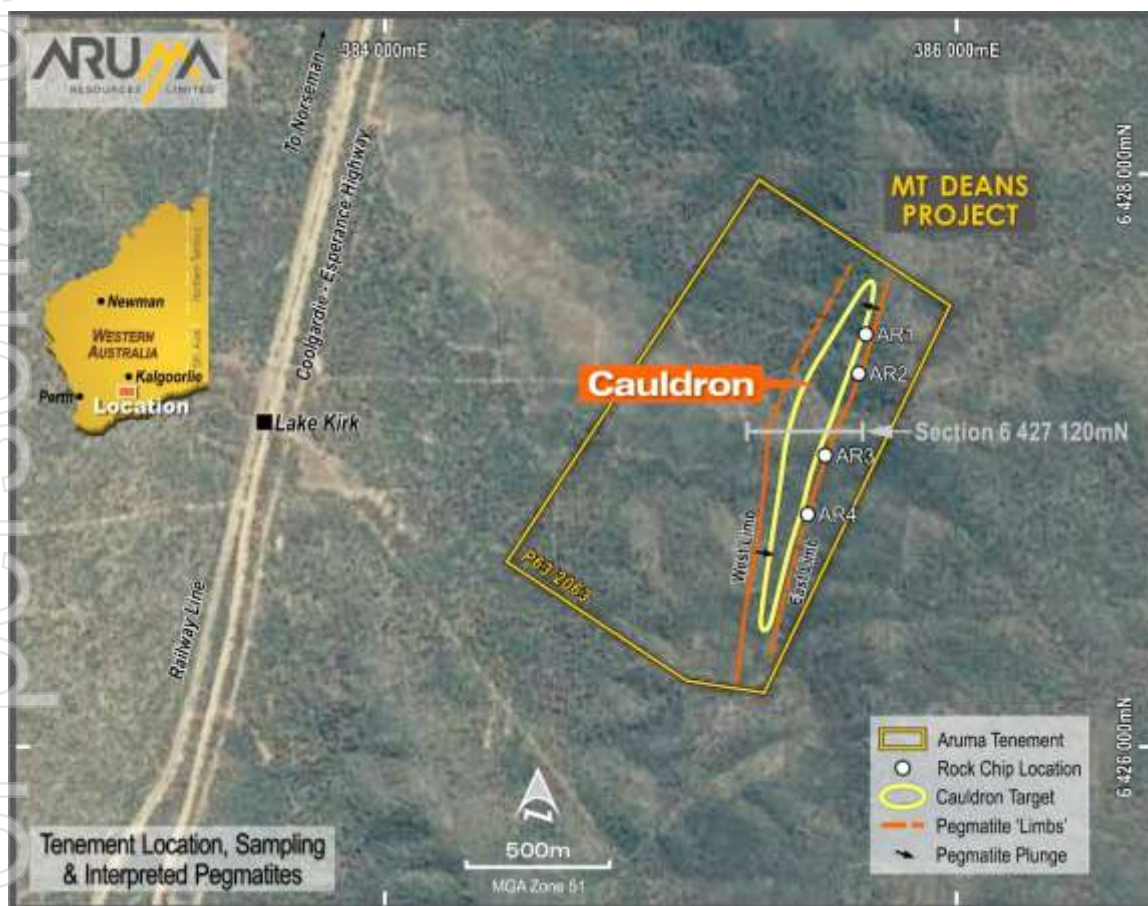 ARUMA
RESOURCES LIMITED
384 000mE
386 000mE
To Norseman
Coolgardie - Esperance Highway
6 428 000mN
MT DEANS
PROJECT
Newman
WESTERN
AUSTRALIA
Kalgoorlie
Perth
Location
AR1
AR2
Cauldron
Lake Kirk
Section 6 427 120mN
AR3
AR4
West Limb
East Limb
P63/2063
Railway Line
6 426 000mN
Aruma Tenement
Rock Chip Location
Cauldron Target
Pegmatite 'Limbs'
Pegmatite Plunge
Tenement Location, Sampling
& Interpreted Pegmatites
500m
MGA Zone 51